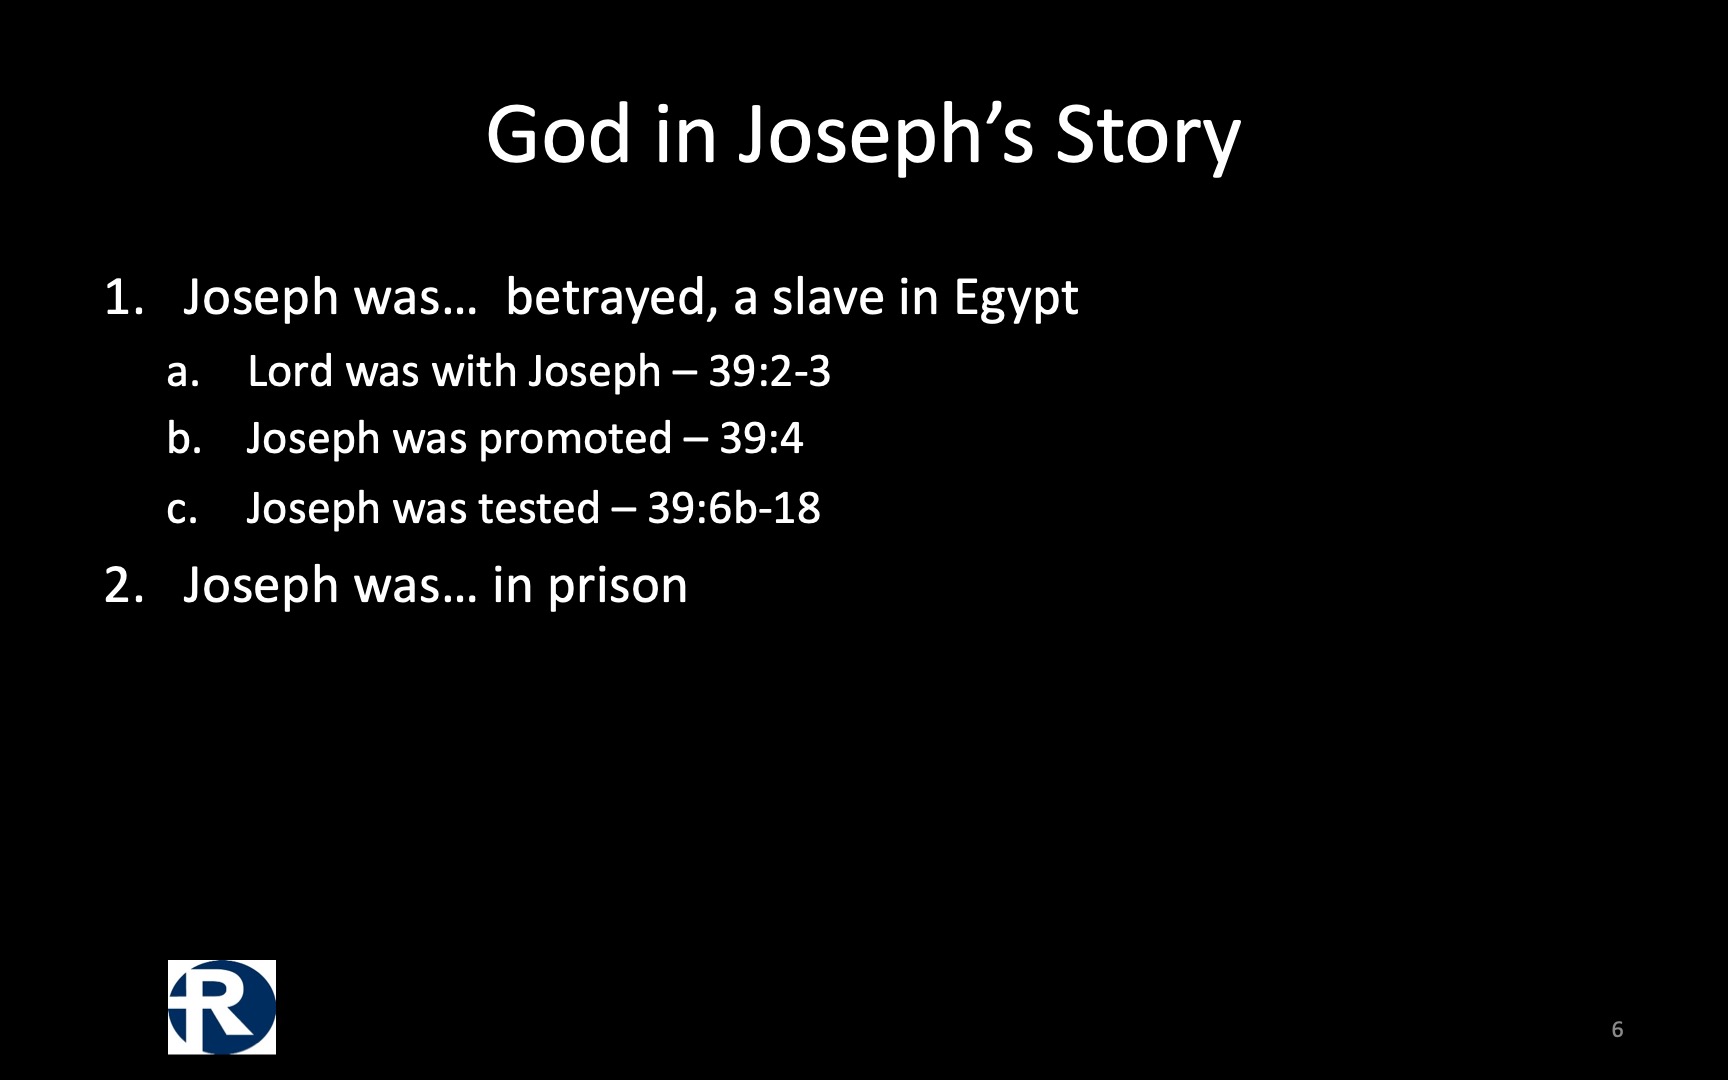 God in Joseph’s Story
1. Joseph was… betrayed, a slave in Egypt
a. Lord was with Joseph – 39:2-3
b. Joseph was promoted – 39:4
c. Joseph was tested – 39:6b-18
2. Joseph was… in prison
R
6